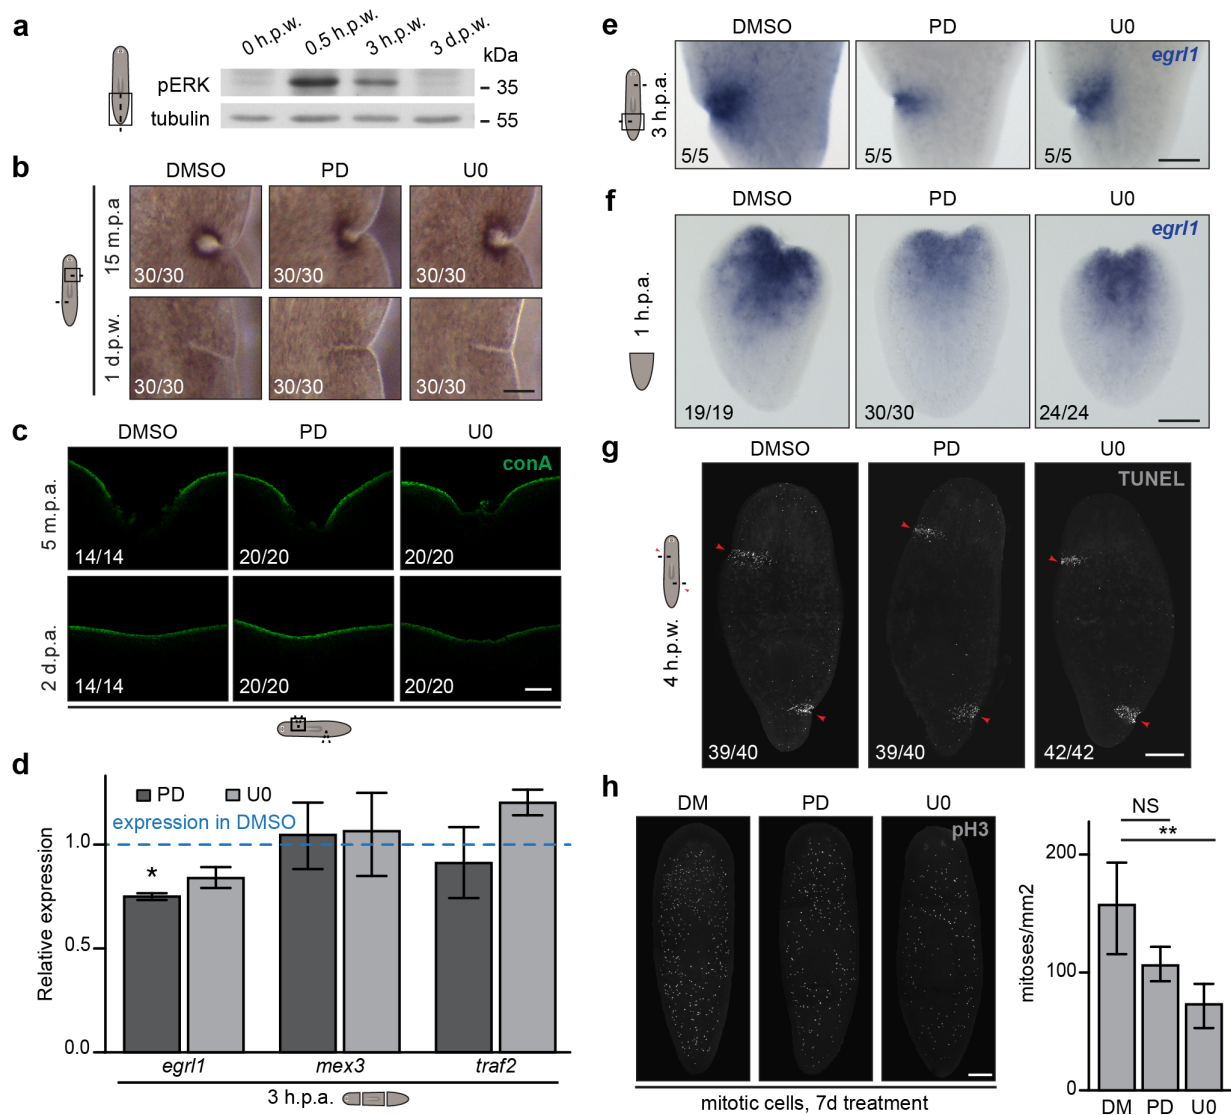 a
0 h.p.w.
0.5 h.p.w.
3 h.p.w.
3 d.p.w.
kDa
pERK
– 35
tubulin
– 55
b
DMSO PD U0
15 m.p.a
30/30 30/30 30/30
1 d.p.w.
30/30 30/30 30/30
c
DMSO PD U0
conA
5 m.p.a.
14/14 20/20 20/20
2 d.p.a.
14/14 20/20 20/20
d
PD U0
expression in DMSO
Relative expression
1.0
0.5
0.0
*
egrl1 mex3 traf2
3 h.p.a.
e
DMSO PD U0
egrl1
3 h.p.a.
5/5 5/5 5/5
f
DMSO PD U0
egrl1
1 h.p.a.
19/19 30/30 24/24
g
DMSO PD U0
TUNEL
4 h.p.w.
39/40 39/40 42/42
h
DM PD U0
pH3
mitotic cells, 7d treatment
NS
**
mitoses/mm2
200
100
0
DM PD U0